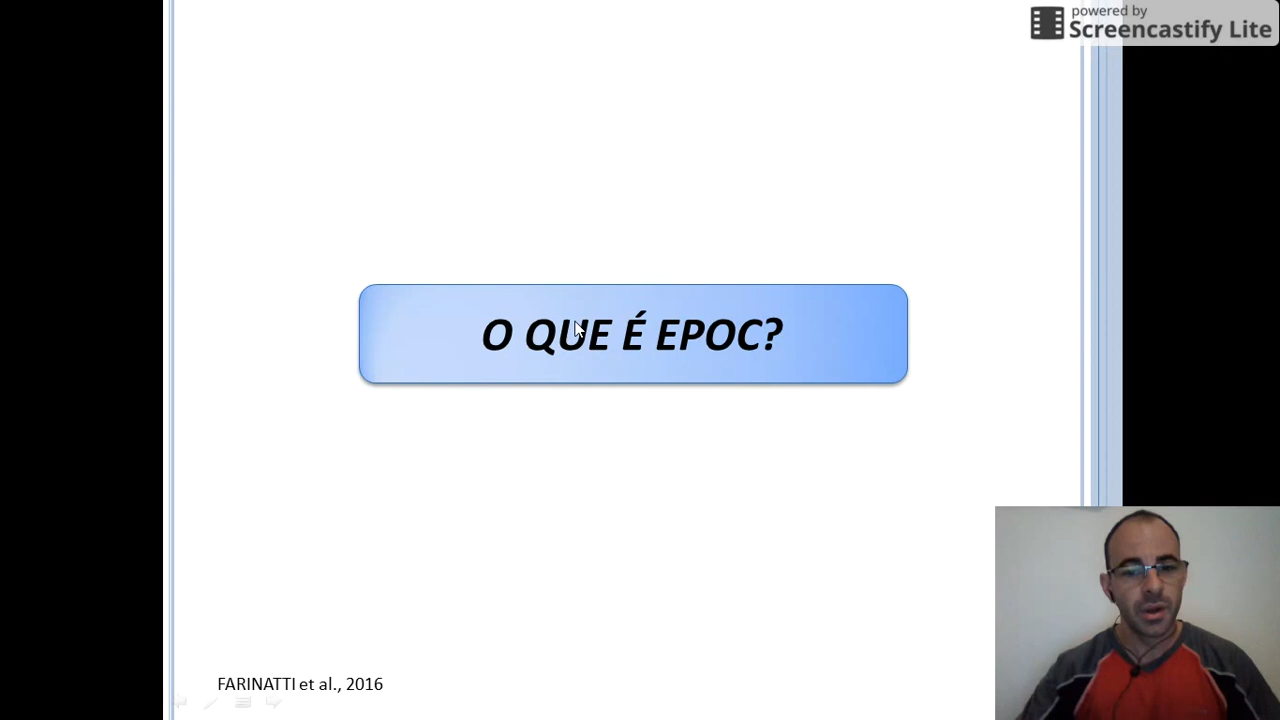 powered by
Screencastify Lite
O QUE É EPOC?
FARINATTI et al., 2016